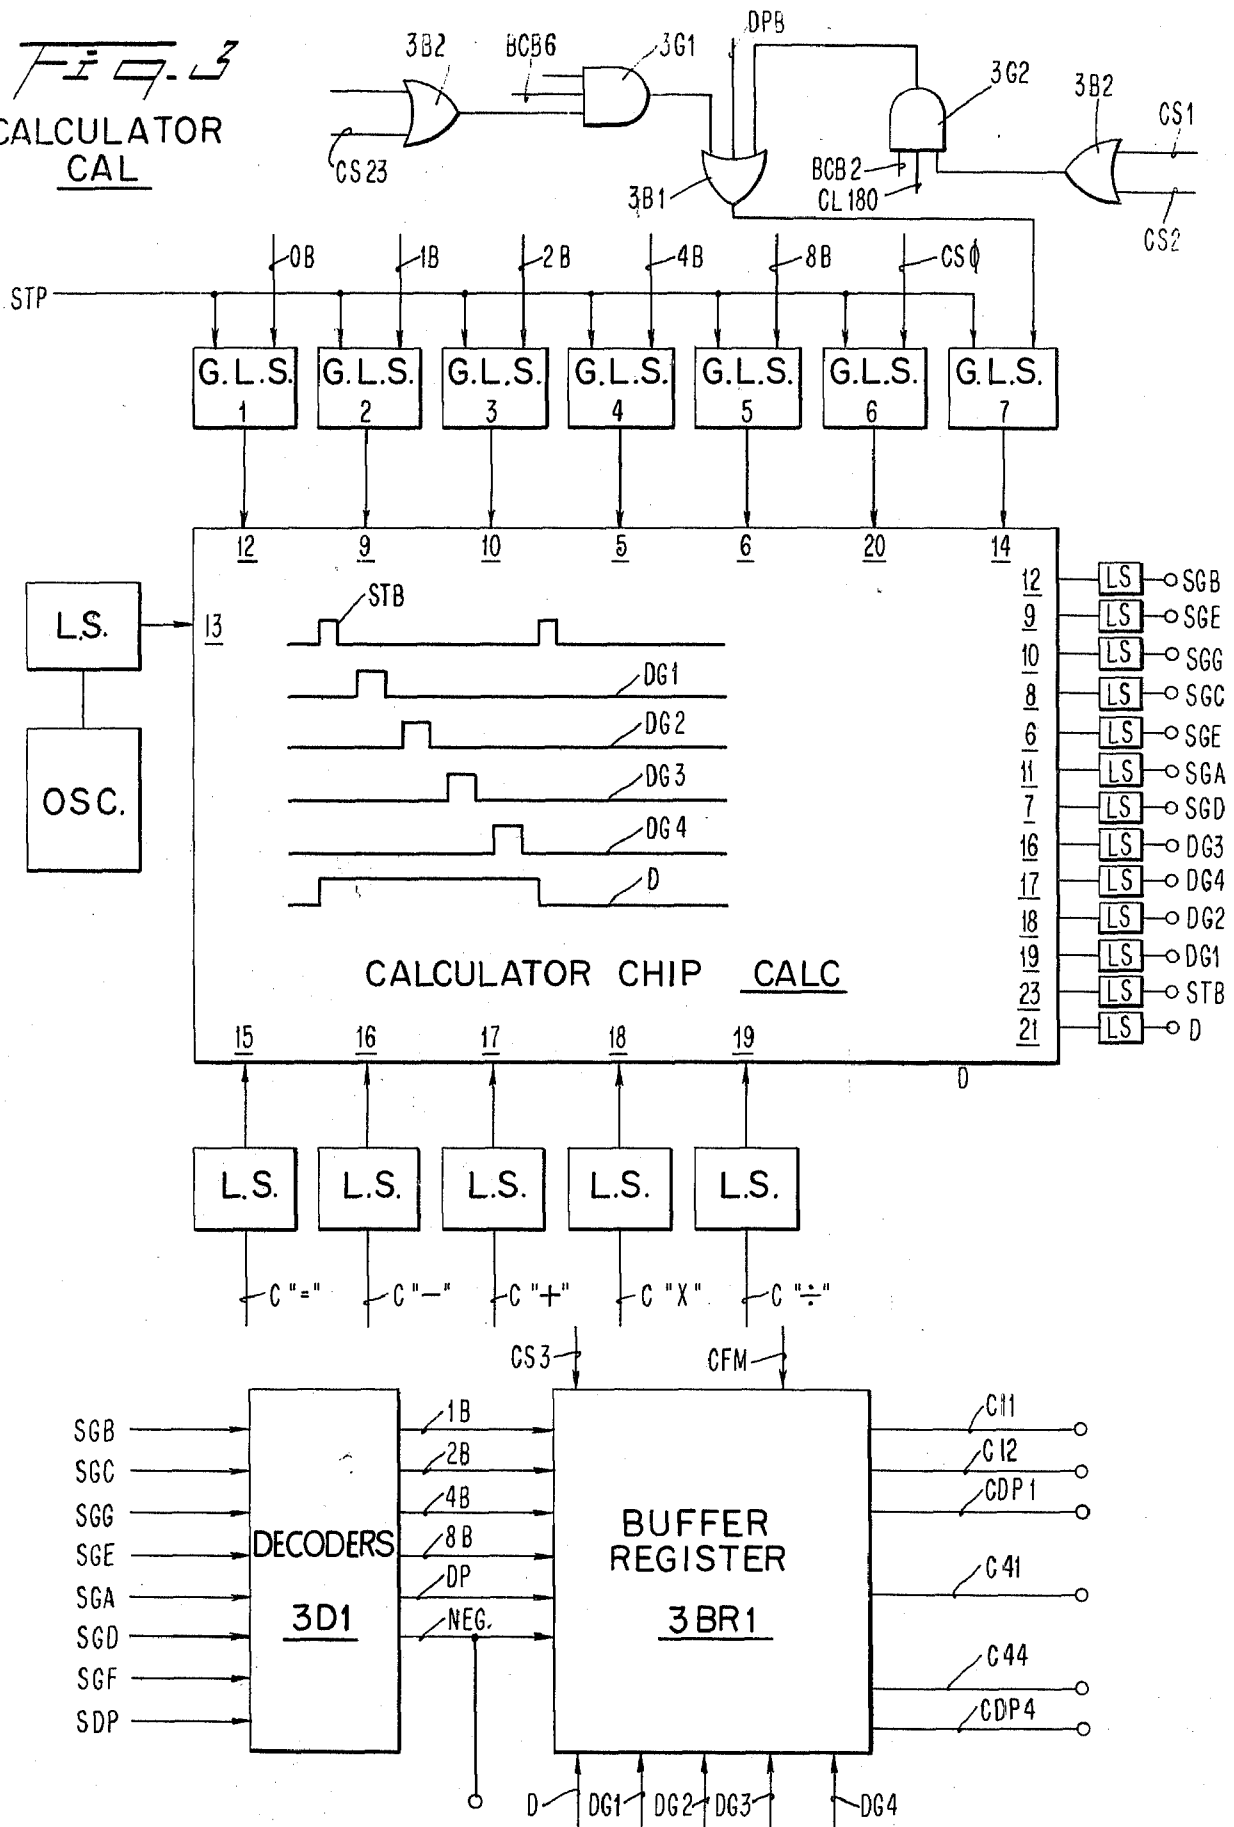 Fig. 3
CALCULATOR
CAL
3B2
BCB6
3G1
DPB
3G2
3B2
CS1
CS23
3B1
BCB2
CL180
CS2
STP
0B
1B
2B
4B
8B
CSϕ
G.L.S.
1
G.L.S.
2
G.L.S.
3
G.L.S.
4
G.L.S.
5
G.L.S.
6
G.L.S.
7
12
9
10
5
6
20
14
L.S.
13
OSC.
STB
DG1
DG2
DG3
DG4
D
CALCULATOR CHIP CALC
12 LS SGB
9 LS SGE
10 LS SGG
8 LS SGC
6 LS SGE
11 LS SGA
7 LS SGD
16 LS DG3
17 LS DG4
18 LS DG2
19 LS DG1
23 LS STB
21 LS D
15
16
17
18
19
D
L.S.
L.S.
L.S.
L.S.
L.S.
C "="
C "—"
C "+"
C "X"
C "÷"
CS3
CFM
SGB
SGC
SGG
SGE
SGA
SGD
SGF
SDP
DECODERS
3D1
1B
2B
4B
8B
DP
NEG.
BUFFER
REGISTER
3BR1
C11
C12
CDP1
C41
C44
CDP4
D
DG1
DG2
DG3
DG4